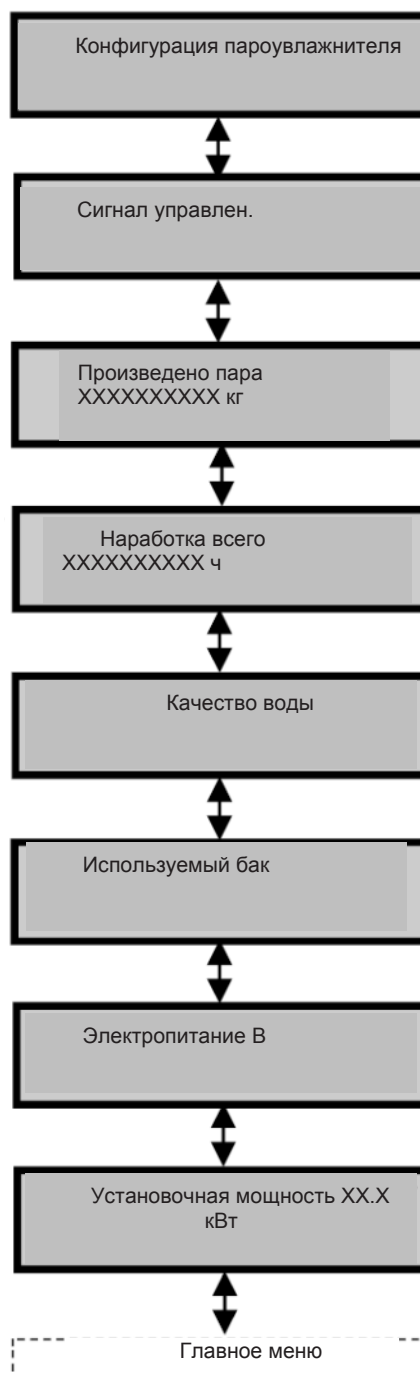 Конфигурация пароувлажнителя
Сигнал управлен.
Произведено пара
XXXXXXXXXX кг
Наработка всего
XXXXXXXXXX ч
Качество воды
Используемый бак
Электропитание В
Установочная мощность XX.X
кВт
Главное меню